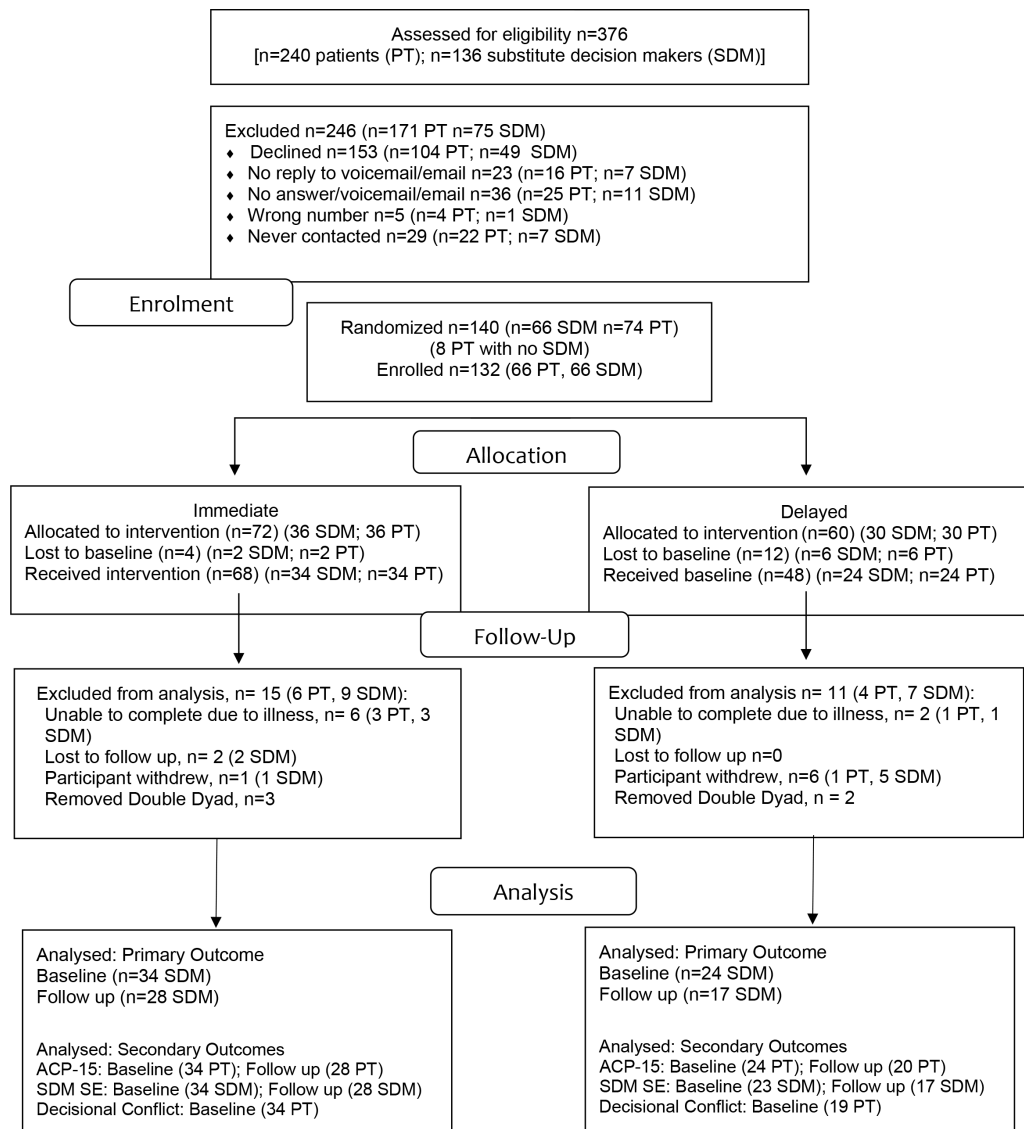 Assessed for eligibility n=376
[n=240 patients (PT); n=136 substitute decision makers (SDM)]
Excluded n=246 (n=171 PT n=75 SDM)
♦ Declined n=153 (n=104 PT; n=49 SDM)
♦ No reply to voicemail/email n=23 (n=16 PT; n=7 SDM)
♦ No answer/voicemail/email n=36 (n=25 PT; n=11 SDM)
♦ Wrong number n=5 (n=4 PT; n=1 SDM)
♦ Never contacted n=29 (n=22 PT; n=7 SDM)
Enrolment
Randomized n=140 (n=66 SDM n=74 PT)
(8 PT with no SDM)
Enrolled n=132 (66 PT, 66 SDM)
Allocation
Immediate
Allocated to intervention (n=72) (36 SDM; 36 PT)
Lost to baseline (n=4) (n=2 SDM; n=2 PT)
Received intervention (n=68) (n=34 SDM; n=34 PT)
Delayed
Allocated to intervention (n=60) (30 SDM; 30 PT)
Lost to baseline (n=12) (n=6 SDM; n=6 PT)
Received baseline (n=48) (n=24 SDM; n=24 PT)
Follow-Up
Excluded from analysis, n= 15 (6 PT, 9 SDM):
Unable to complete due to illness, n= 6 (3 PT, 3
SDM)
Lost to follow up, n= 2 (2 SDM)
Participant withdrew, n=1 (1 SDM)
Removed Double Dyad, n=3
Excluded from analysis n= 11 (4 PT, 7 SDM):
Unable to complete due to illness, n= 2 (1 PT, 1
SDM)
Lost to follow up n=0
Participant withdrew, n=6 (1 PT, 5 SDM)
Removed Double Dyad, n = 2
Analysis
Analysed: Primary Outcome
Baseline (n=34 SDM)
Follow up (n=28 SDM)
Analysed: Secondary Outcomes
ACP-15: Baseline (34 PT); Follow up (28 PT)
SDM SE: Baseline (34 SDM); Follow up (28 SDM)
Decisional Conflict: Baseline (34 PT)
Analysed: Primary Outcome
Baseline (n=24 SDM)
Follow up (n=17 SDM)
Analysed: Secondary Outcomes
ACP-15: Baseline (24 PT); Follow up (20 PT)
SDM SE: Baseline (23 SDM); Follow up (17 SDM)
Decisional Conflict: Baseline (19 PT)